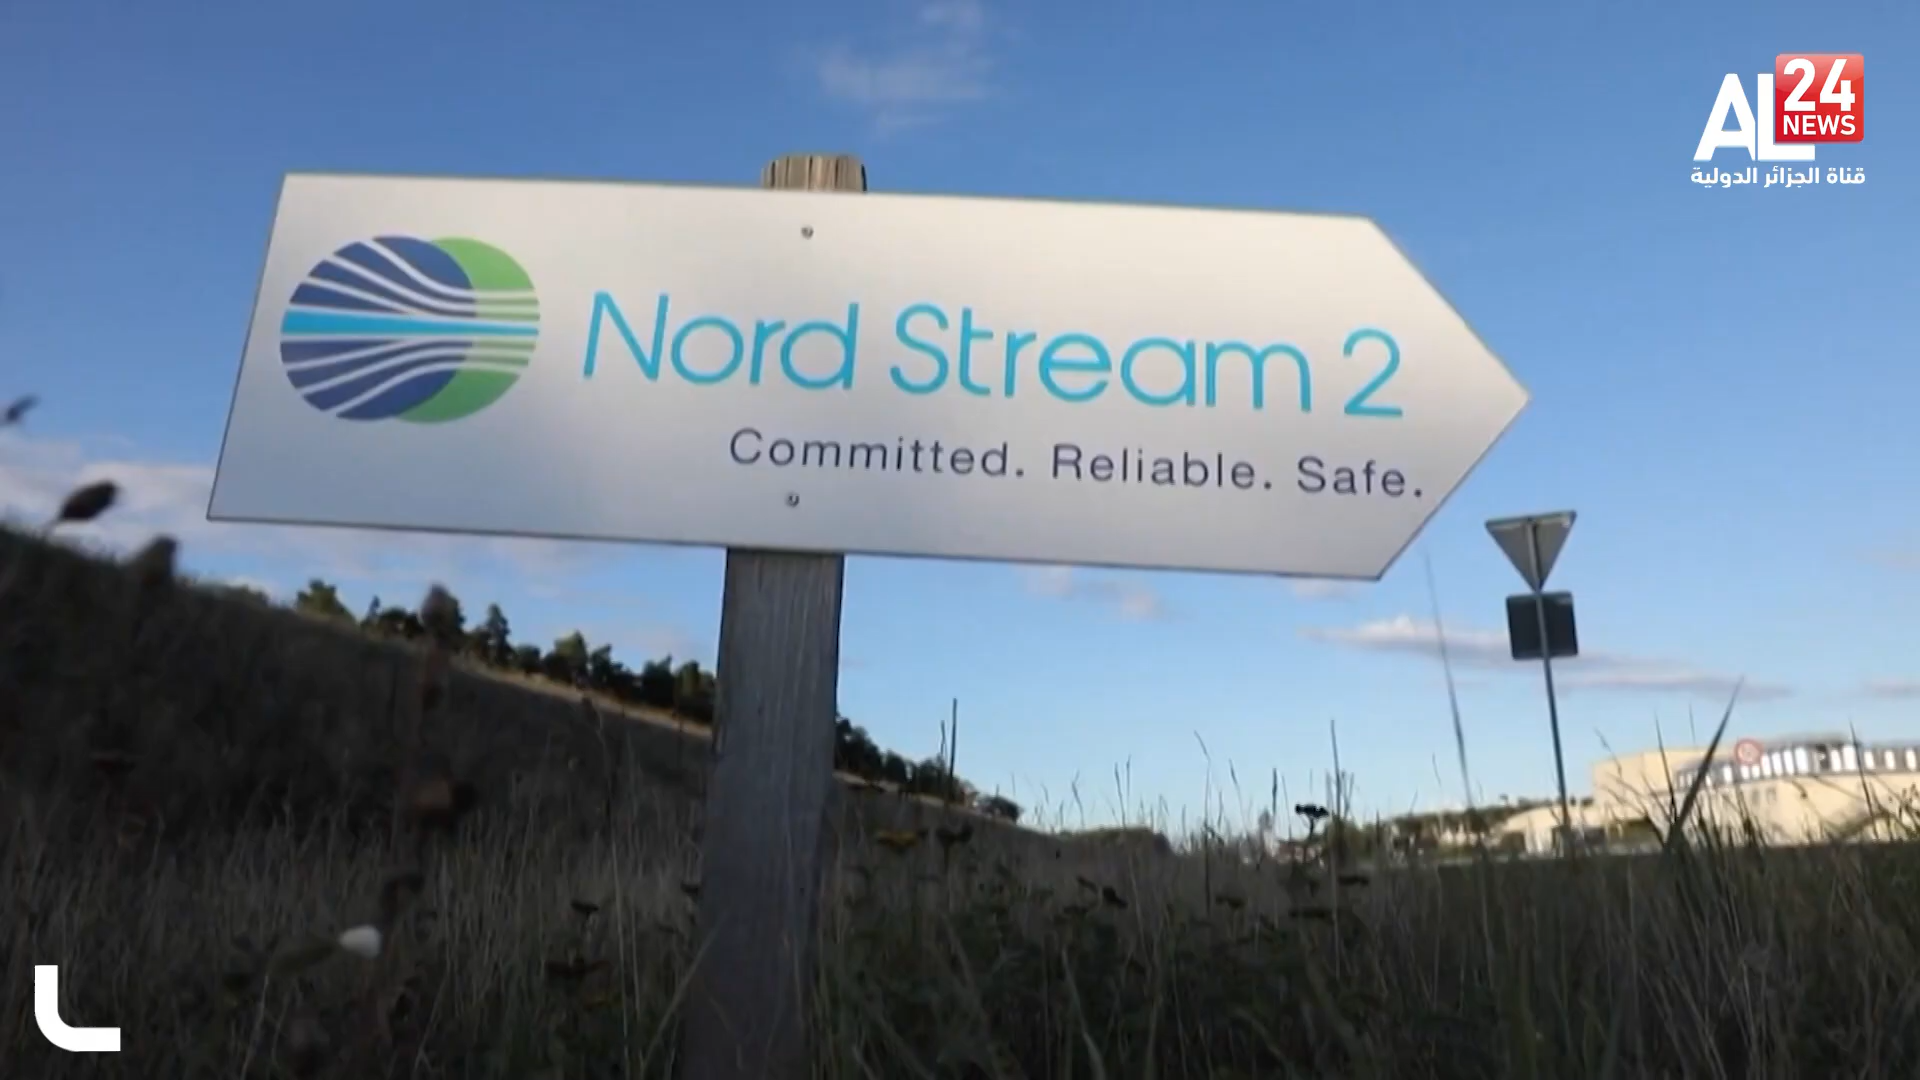 AL
24
NEWS
قناة الجزائر الدولية
Nord Stream 2
Committed. Reliable. Safe.